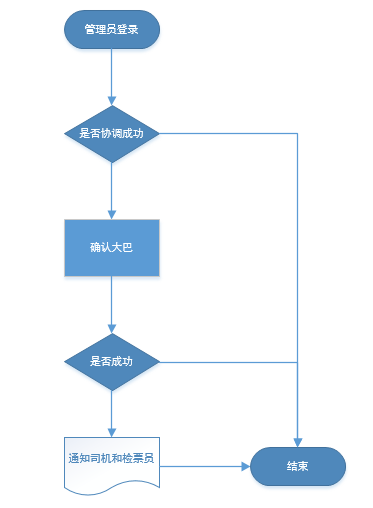 管理员登录
是否协调成功
确认大巴
是否成功
通知司机和检票员
结束